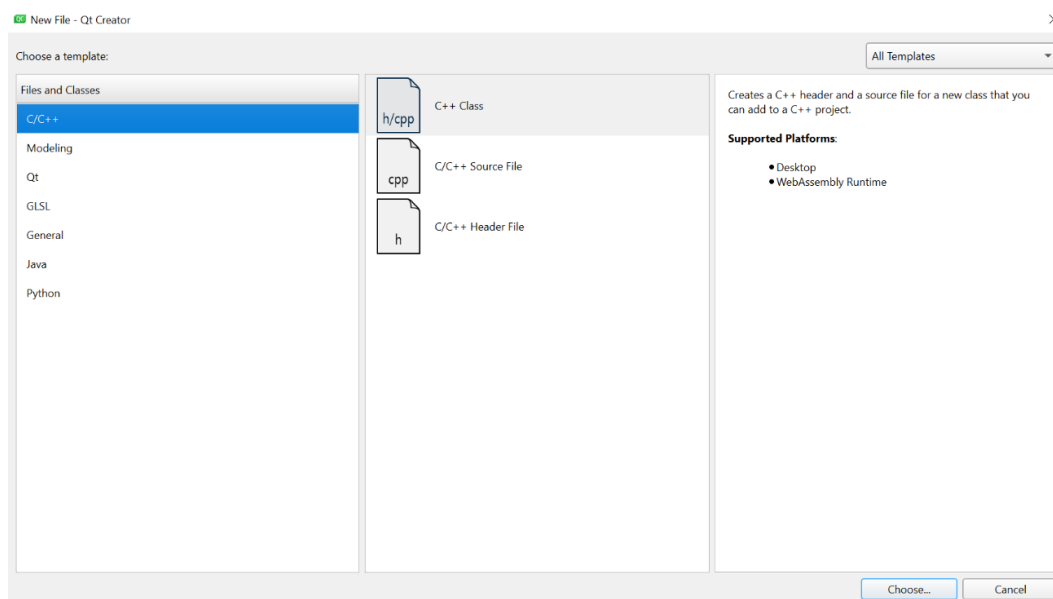 New File - Qt Creator
Choose a template:
All Templates
Files and Classes
C/C++
Modeling
Qt
GLSL
General
Java
Python
h/cpp
C++ Class
cpp
C/C++ Source File
h
C/C++ Header File
Creates a C++ header and a source file for a new class that you
can add to a C++ project.
Supported Platforms:
Desktop
WebAssembly Runtime
Choose...
Cancel